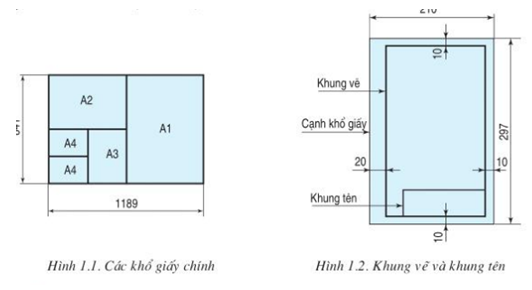 A2
A1
A4
A3
A4
1189
Hình 1.1. Các khổ giấy chính
10
Khung vẽ
Cạnh khổ giấy
297
20
10
Khung tên
10
Hình 1.2. Khung vẽ và khung tên